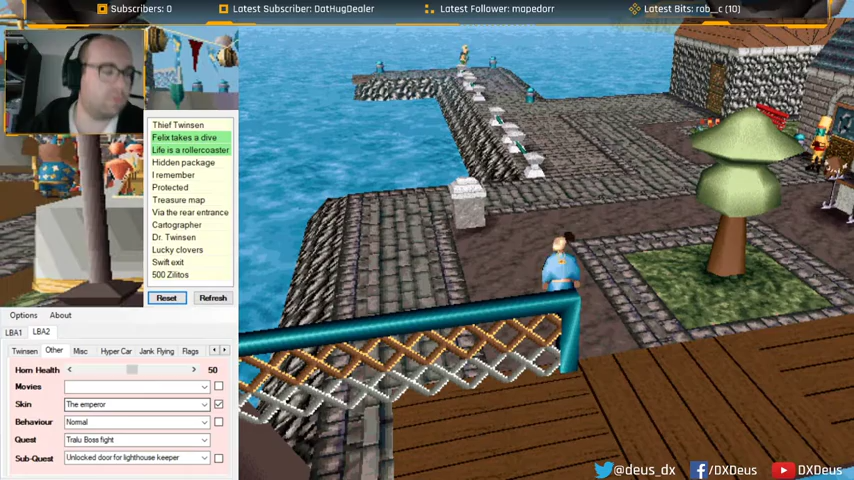 Subscribers: 0
Latest Subscriber: DatHugDealer
Latest Follower: mapedorr
Latest Bits: rob_c (10)
Thief Twinsen
Felix takes a dive
Life is a rollercoaster
Hidden package
I remember
Protected
Treasure map
Via the rear entrance
Cartographer
Dr. Twinsen
Lucky clovers
Swift exit
500 Zilitos
Reset
Refresh
Options
About
LBA1
LBA2
Twinsen
Other
Misc
Hyper Car
Jank Flying
Flags
Horn Health
50
Movies
Skin
The emperor
Behaviour
Normal
Quest
Tralu Boss fight
Sub-Quest
Unlocked door for lighthouse keeper
@deus_dx
/DXDeus
DXDeus